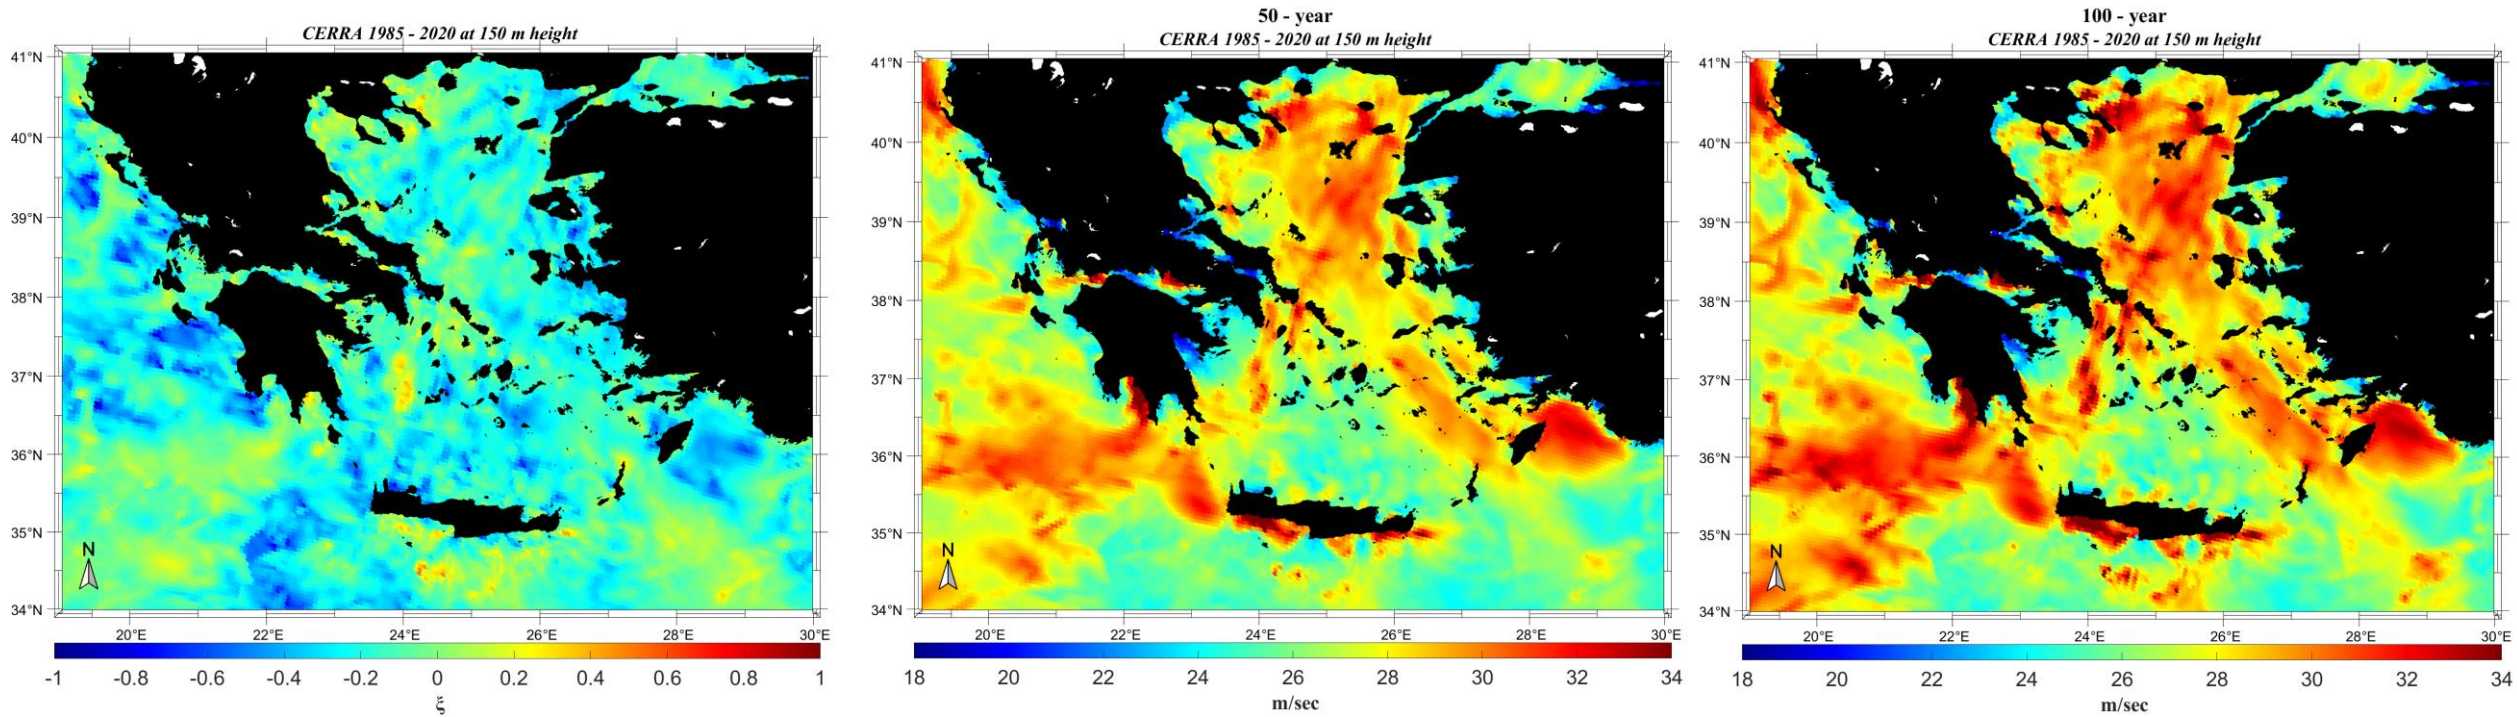 CERRA 1985 - 2020 at 150 m height
41°N
40°N
39°N
38°N
37°N
36°N
35°N
34°N
N
20°E 22°E 24°E 26°E 28°E 30°E
-1 -0.8 -0.6 -0.4 -0.2 0 0.2 0.4 0.6 0.8 1
ξ
50 - year
CERRA 1985 - 2020 at 150 m height
41°N
40°N
39°N
38°N
37°N
36°N
35°N
34°N
N
20°E 22°E 24°E 26°E 28°E 30°E
18 20 22 24 26 28 30 32 34
m/sec
100 - year
CERRA 1985 - 2020 at 150 m height
41°N
40°N
39°N
38°N
37°N
36°N
35°N
34°N
N
20°E 22°E 24°E 26°E 28°E 30°E
18 20 22 24 26 28 30 32 34
m/sec